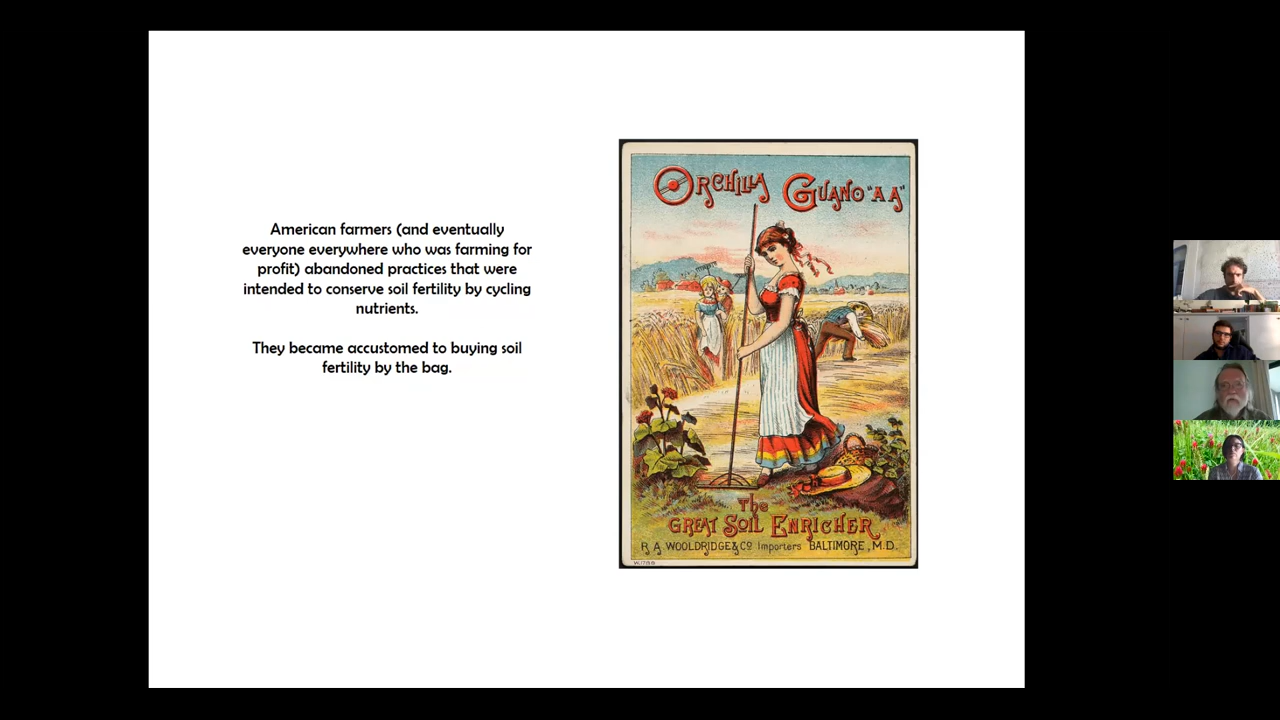 American farmers (and eventually
everyone everywhere who was farming for
profit) abandoned practices that were
intended to conserve soil fertility by cycling
nutrients.
They became accustomed to buying soil
fertility by the bag.
ORCHILLA GUANO "A A"
The
GREAT SOIL ENRICHER
R. A. WOOLDRIDGE & Co Importers BALTIMORE, M.D.